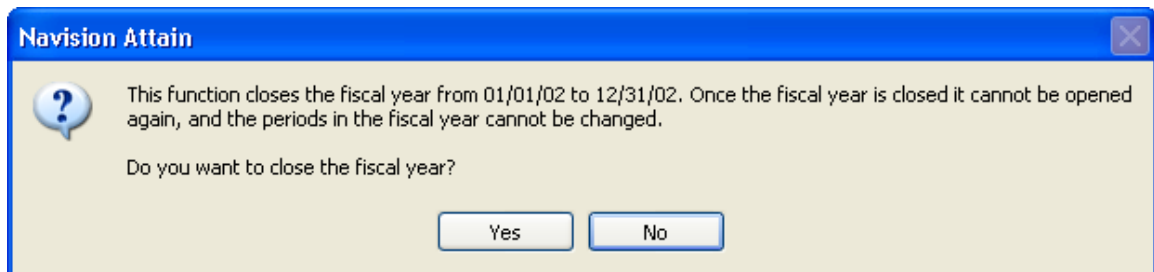 Navision Attain
This function closes the fiscal year from 01/01/02 to 12/31/02. Once the fiscal year is closed it cannot be opened
again, and the periods in the fiscal year cannot be changed.
Do you want to close the fiscal year?
Yes No